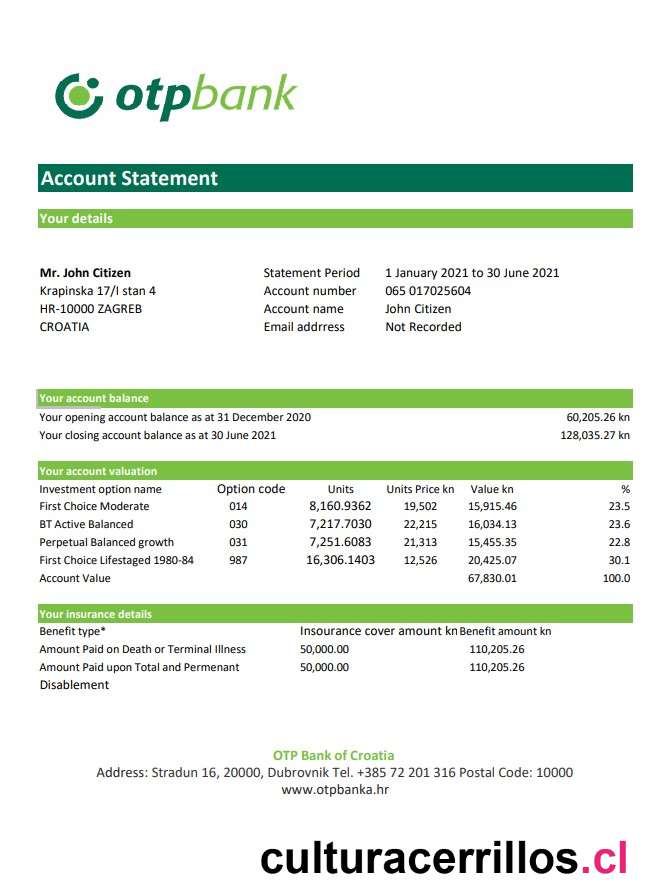 otpbank
Account Statement
Your details
Mr. John Citizen Statement Period 1 January 2021 to 30 June 2021
Krapinska 17/I stan 4 Account number 065 017025604
HR-10000 ZAGREB Account name John Citizen
CROATIA Email addrress Not Recorded
Your account balance
Your opening account balance as at 31 December 2020 60,205.26 kn
Your closing account balance as at 30 June 2021 128,035.27 kn
Your account valuation
Investment option name Option code Units Units Price kn Value kn %
First Choice Moderate 014 8,160.9362 19,502 15,915.46 23.5
BT Active Balanced 030 7,217.7030 22,215 16,034.13 23.6
Perpetual Balanced growth 031 7,251.6083 21,313 15,455.35 22.8
First Choice Lifestaged 1980-84 987 16,306.1403 12,526 20,425.07 30.1
Account Value 67,830.01 100.0
Your insurance details
Benefit type* Insourance cover amount kn Benefit amount kn
Amount Paid on Death or Terminal Illness 50,000.00 110,205.26
Amount Paid upon Total and Permenant 50,000.00 110,205.26
Disablement
OTP Bank of Croatia
Address: Stradun 16, 20000, Dubrovnik Tel. +385 72 201 316 Postal Code: 10000
www.otpbanka.hr
culturacerrillos.cl